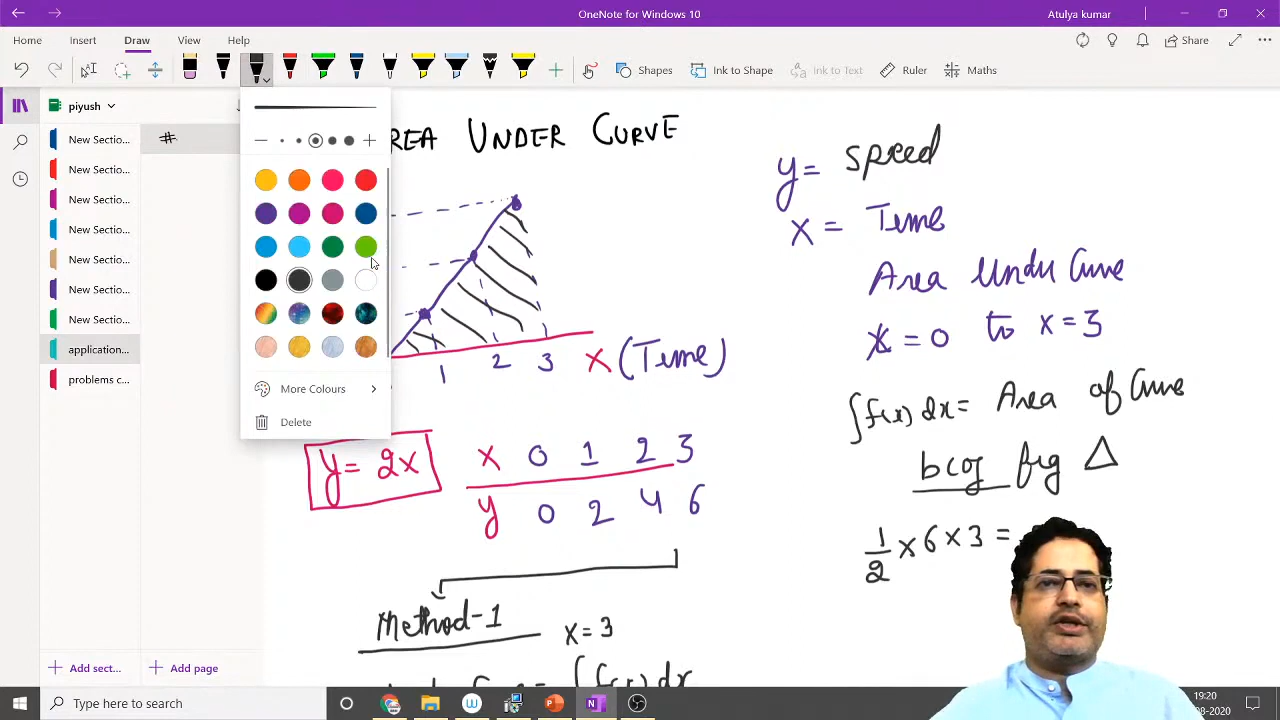 OneNote for Windows 10
Atulya kumar
Home Insert Draw View Help
Share
Shapes Ink to Shape Ink to Text Ruler Maths
piyush
New Sectio...
New Sectio...
New Sectio...
New Sectio...
New Sectio...
New Sectio...
New Sectio...
applicatio...
problems c...
#
More Colours
Delete
REA UNDER CURVE
1 2 3 X (Time)
y = 2x
x 0 1 2 3
y 0 2 4 6
Method-1
x = 3
∫f(x) dx
y = speed
x = Time
Area Under Curve
x = 0 to x = 3
∫f(x) dx = Area of Curve
bcoz fig Δ
1/2 × 6 × 3 =
Add sect...
Add page
Type here to search
19:20
-08-2020